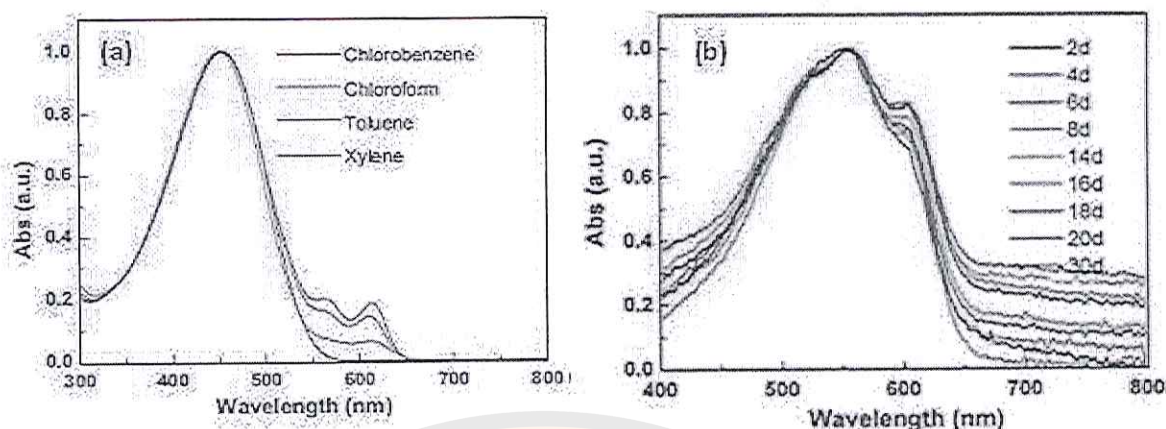 (a)
Chlorobenzene
Chloroform
Toluene
Xylene
Abs (a.u.)
1.0
0.8
0.6
0.4
0.2
0.0
300
400
500
600
700
800
Wavelength (nm)
(b)
2d
4d
6d
8d
14d
16d
18d
20d
30d
Abs (a.u.)
1.0
0.8
0.6
0.4
0.2
0.0
400
500
600
700
800
Wavelength (nm)